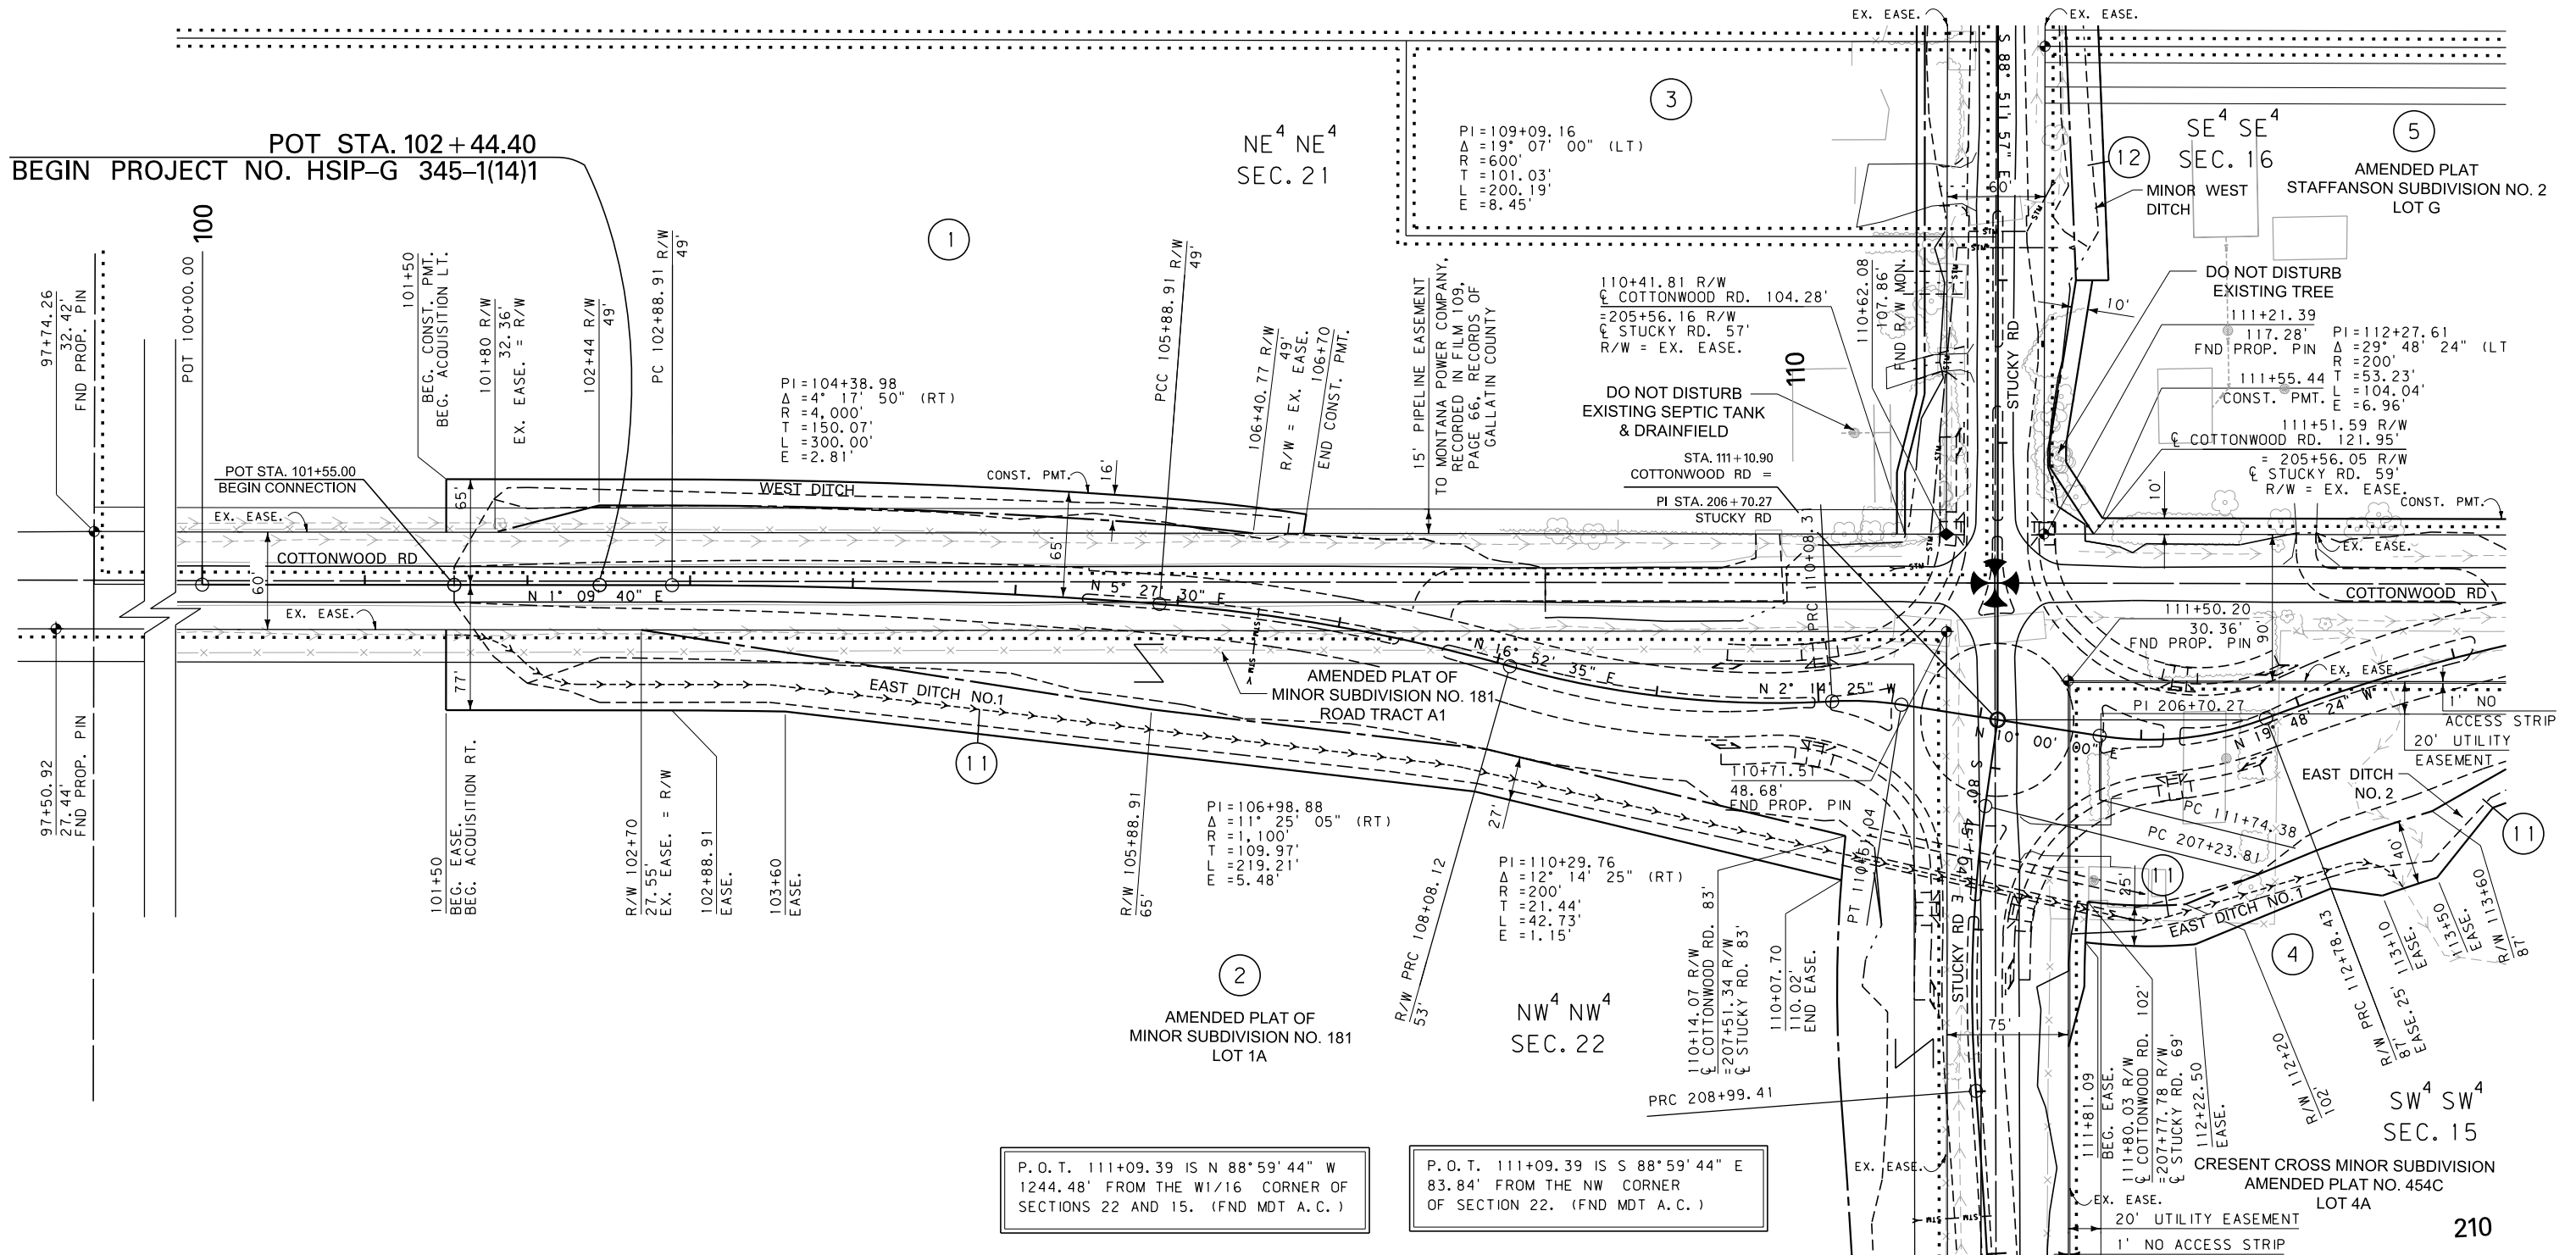 POT STA. 102+44.40
BEGIN PROJECT NO. HSIP-G 345-1(14)1
100
POT 100+00.00
97+74.26
32.42'
FND PROP. PIN
97+50.92
27.44'
FND PROP. PIN
POT STA. 101+55.00
BEGIN CONNECTION
101+50
BEG. CONST. PMT.
BEG. ACQUISITION LT.
101+80 R/W
32.36'
EX. EASE. = R/W
102+44 R/W
49'
PC 102+88.91 R/W
49'
1
PI=104+38.98
Δ =4° 17' 50" (RT)
R =4,000'
T =150.07'
L =300.00'
E =2.81'
PCC 105+88.91 R/W
49'
106+40.77 R/W
49'
R/W = EX. EASE.
106+70
END CONST. PMT.
NE⁴ NE⁴
SEC. 21
3
PI=109+09.16
Δ =19° 07' 00" (LT)
R =600'
T =101.03'
L =200.19'
E =8.45'
15' PIPELINE EASEMENT
TO MONTANA POWER COMPANY,
RECORDED IN FILM 109,
PAGE 66, RECORDS OF
GALLATIN COUNTY
110+41.81 R/W
℄ COTTONWOOD RD. 104.28'
=205+56.16 R/W
℄ STUCKY RD. 57'
R/W = EX. EASE.
DO NOT DISTURB
EXISTING SEPTIC TANK
& DRAINFIELD
STA. 111+10.90
COTTONWOOD RD =
PI STA. 206+70.27
STUCKY RD
110
110+62.08
107.86'
FND R/W MON.
PRC 110+08.31
EX. EASE.
EX. EASE.
S 88° 51' 57" E
60'
STUCKY RD
STM
12
MINOR WEST
DITCH
SE⁴ SE⁴
SEC. 16
5
AMENDED PLAT
STAFFANSON SUBDIVISION NO. 2
LOT G
DO NOT DISTURB
EXISTING TREE
10'
111+21.39
117.28'
FND PROP. PIN
PI=112+27.61
Δ =29° 48' 24" (LT
R =200'
T =53.23'
L =104.04'
E =6.96'
111+55.44
CONST. PMT.
111+51.59 R/W
℄ COTTONWOOD RD. 121.95'
= 205+56.05 R/W
℄ STUCKY RD. 59'
R/W = EX. EASE.
CONST. PMT.
10'
EX. EASE.
EX. EASE.
COTTONWOOD RD
60'
EX. EASE.
65'
WEST DITCH
CONST. PMT.
16'
65'
N 1° 09' 40" E
N 5° 27' 30" E
N 16° 52' 35" E
N 2° 14' 25" W
N 10° 00' 00" E
N 19° 48' 24" W
COTTONWOOD RD
111+50.20
30.36'
FND PROP. PIN
90'
EX. EASE
PI 206+70.27
1' NO
ACCESS STRIP
20' UTILITY
EASEMENT
EAST DITCH
NO. 2
11
77'
EAST DITCH NO.1
11
STM
AMENDED PLAT OF
MINOR SUBDIVISION NO. 181
ROAD TRACT A1
101+50
BEG. EASE.
BEG. ACQUISITION RT.
R/W 102+70
27.55'
EX. EASE. = R/W
102+88.91
EASE.
103+60
EASE.
R/W 105+88.91
65'
PI=106+98.88
Δ =11° 25' 05" (RT)
R =1,100'
T =109.97'
L =219.21'
E =5.48'
R/W PRC 108+08.12
53'
27'
PI=110+29.76
Δ =12° 14' 25" (RT)
R =200'
T =21.44'
L =42.73'
E =1.15'
110+71.51
48.68'
FND PROP. PIN
PT 110+51.04
110+14.07 R/W
℄ COTTONWOOD RD. 83'
=207+51.34 R/W
℄ STUCKY RD. 83'
110+07.70
110.02'
END EASE.
S 80° 45' 04" E
STUCKY RD
75'
PC 111+74.38
PC 207+23.81
25'
11
40'
EAST DITCH NO.1
4
R/W 113+60
87'
113+50
EASE.
113+10
EASE.
R/W PRC 112+78.43
87'
EASE. 25'
R/W 112+20
102'
112+22.50
EASE.
111+80.03 R/W
℄ COTTONWOOD RD. 102'
=207+77.78 R/W
℄ STUCKY RD. 69'
111+81.09
BEG. EASE.
2
AMENDED PLAT OF
MINOR SUBDIVISION NO. 181
LOT 1A
NW⁴ NW⁴
SEC. 22
PRC 208+99.41
SW⁴ SW⁴
SEC. 15
CRESENT CROSS MINOR SUBDIVISION
AMENDED PLAT NO. 454C
LOT 4A
P.O.T. 111+09.39 IS N 88°59'44" W
1244.48' FROM THE W1/16 CORNER OF
SECTIONS 22 AND 15. (FND MDT A.C.)
P.O.T. 111+09.39 IS S 88°59'44" E
83.84' FROM THE NW CORNER
OF SECTION 22. (FND MDT A.C.)
EX. EASE.
EX. EASE.
20' UTILITY EASEMENT
1' NO ACCESS STRIP
210